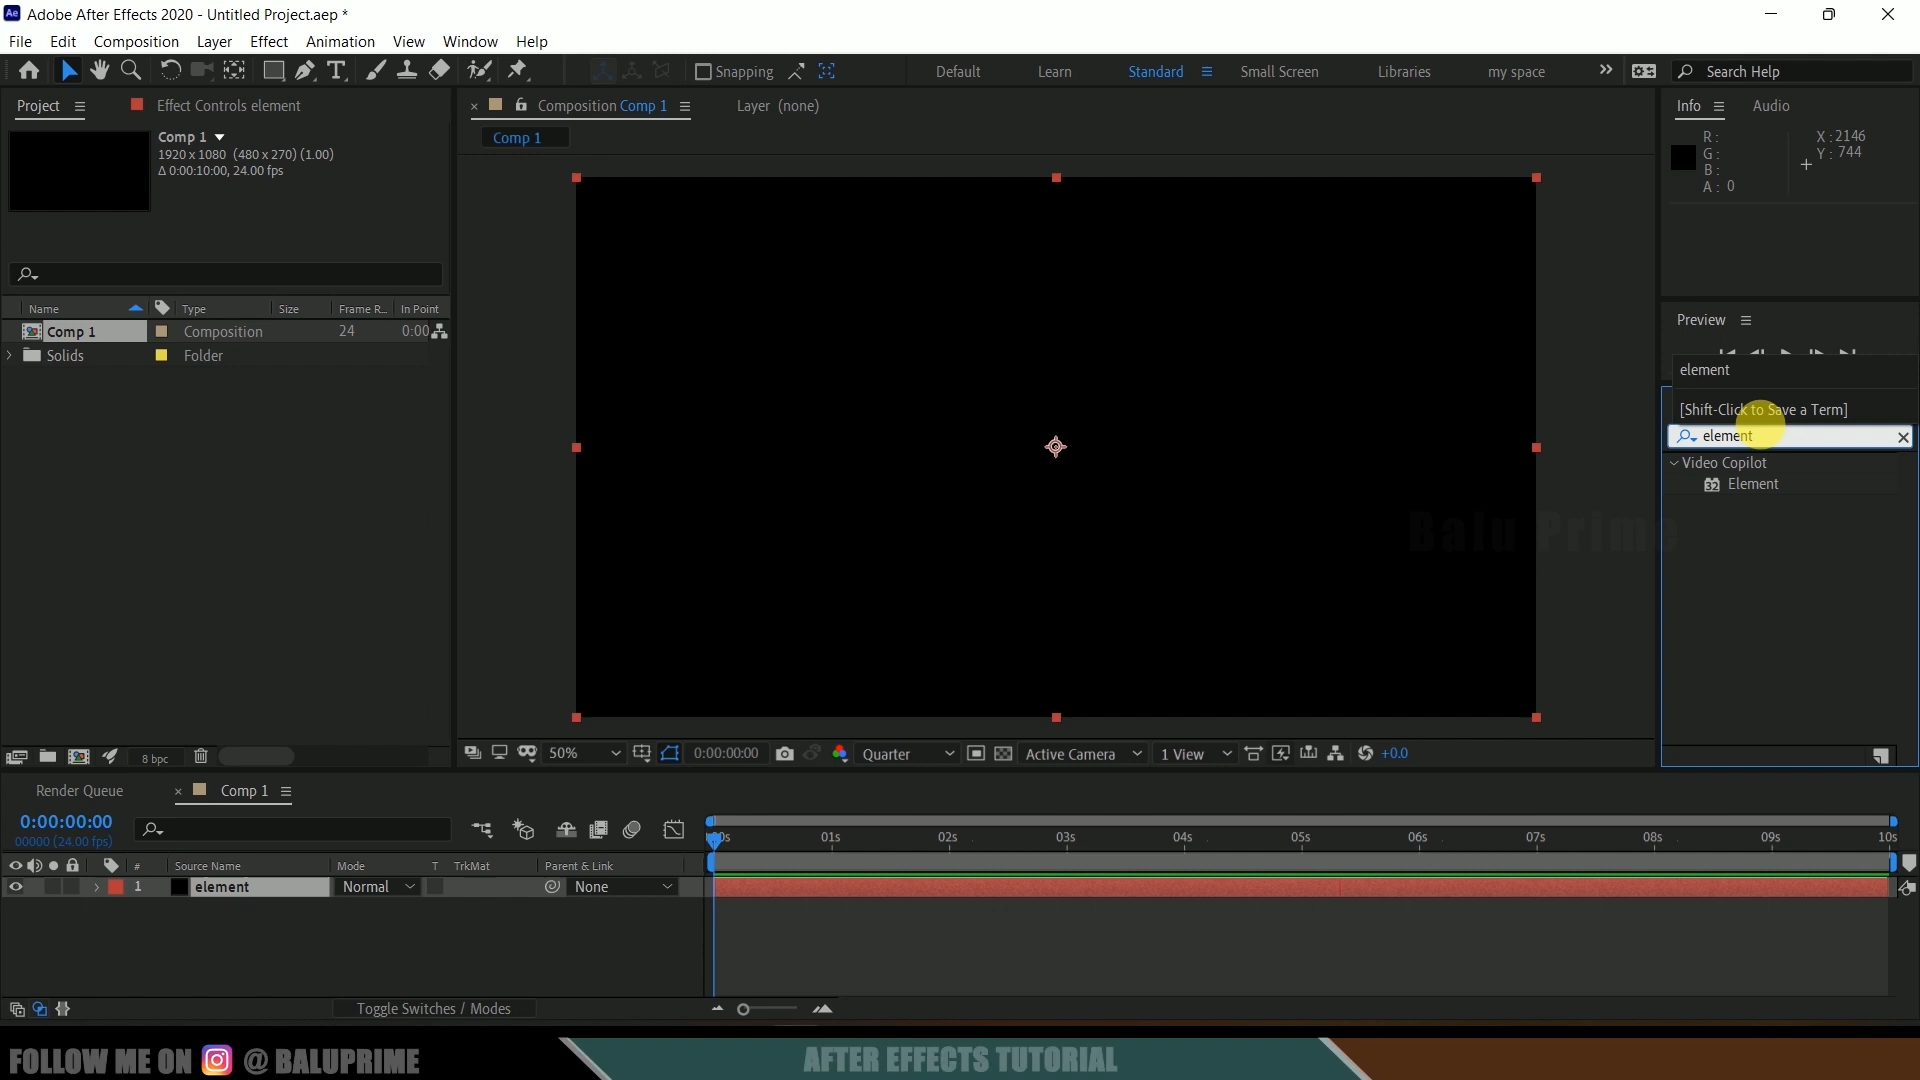 Adobe After Effects 2020 - Untitled Project.aep *
File Edit Composition Layer Effect Animation View Window Help
Snapping Default Learn Standard Small Screen Libraries my space Search Help
Project Effect Controls element Composition Comp 1 Layer (none) Info Audio
Comp 1
1920 x 1080 (480 x 270) (1.00)
Δ 0:00:10:00, 24.00 fps
Comp 1
R:
G:
B:
A: 0
X: 2146
Y: 744
Name Type Size Frame R... In Point
Comp 1 Composition 24 0:00
Solids Folder
Preview
element
[Shift-Click to Save a Term]
element
Video Copilot
32 Element
Balu Prime
8 bpc
50% 0:00:00:00 Quarter Active Camera 1 View +0.0
Render Queue Comp 1
0:00:00:00
00000 (24.00 fps)
01s 02s 03s 04s 05s 06s 07s 08s 09s 10s
# Source Name Mode T TrkMat Parent & Link
1 element Normal None
Toggle Switches / Modes
FOLLOW ME ON @ BALUPRIME
AFTER EFFECTS TUTORIAL